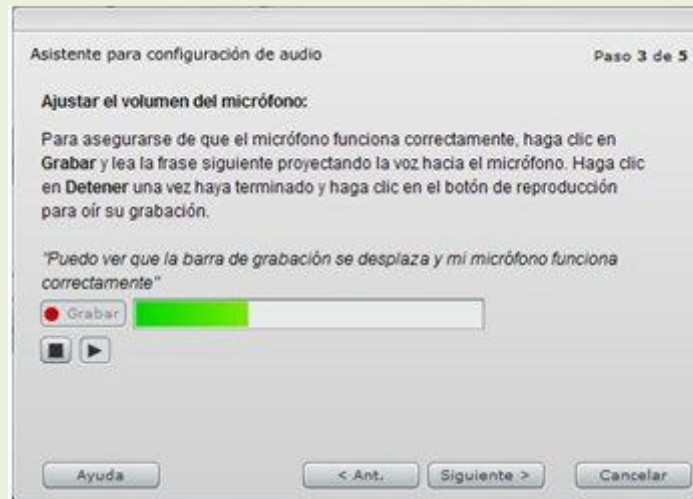 Asistente para configuración de audio
Paso 3 de 5
Ajustar el volumen del micrófono:
Para asegurarse de que el micrófono funciona correctamente, haga clic en
Grabar y lea la frase siguiente proyectando la voz hacia el micrófono. Haga clic
en Detener una vez haya terminado y haga clic en el botón de reproducción
para oír su grabación.
"Puedo ver que la barra de grabación se desplaza y mi micrófono funciona
correctamente"
Grabar
Ayuda
< Ant.
Siguiente >
Cancelar